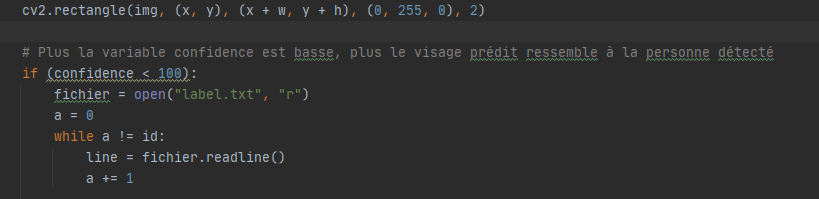 cv2.rectangle(img, (x, y), (x + w, y + h), (0, 255, 0), 2)
# Plus la variable confidence est basse, plus le visage prédit ressemble à la personne détecté
if (confidence < 100):
fichier = open("label.txt", "r")
a = 0
while a != id:
line = fichier.readline()
a += 1